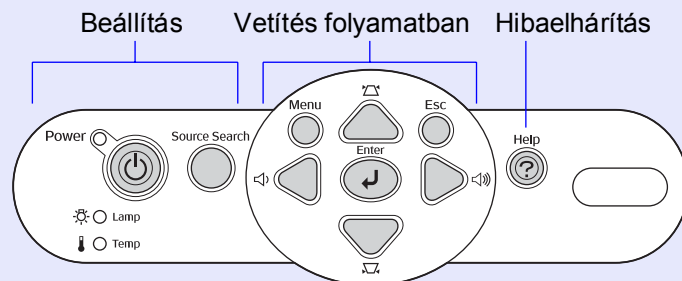 Beállítás Vetítés folyamatban Hibaelhárítás
Menu Esc
Power Source Search Help
Enter
?
Lamp
Temp